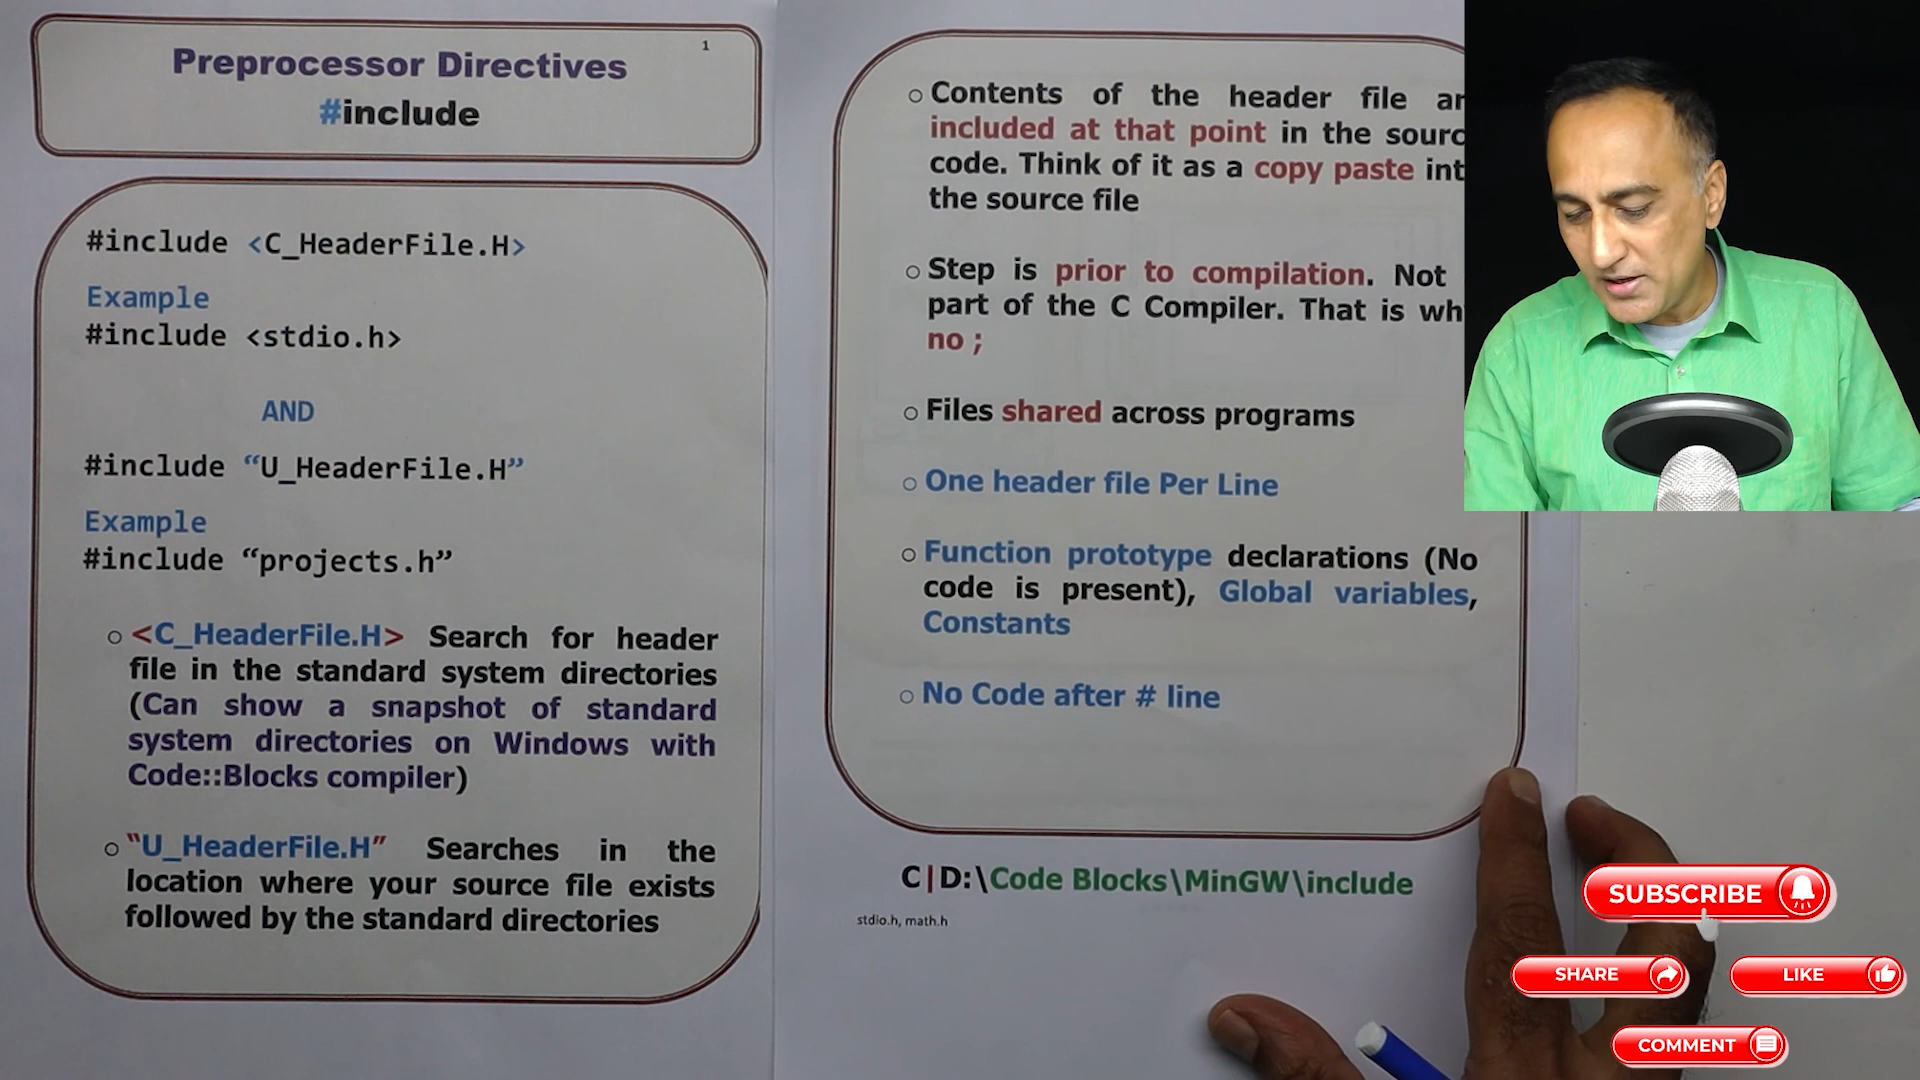 1
Preprocessor Directives
#include
#include <C_HeaderFile.H>
Example
#include <stdio.h>
AND
#include “U_HeaderFile.H”
Example
#include “projects.h”
○ <C_HeaderFile.H> Search for header
file in the standard system directories
(Can show a snapshot of standard
system directories on Windows with
Code::Blocks compiler)
○ “U_HeaderFile.H” Searches in the
location where your source file exists
followed by the standard directories
○ Contents of the header file ar
included at that point in the sourc
code. Think of it as a copy paste int
the source file
○ Step is prior to compilation. Not
part of the C Compiler. That is wh
no ;
○ Files shared across programs
○ One header file Per Line
○ Function prototype declarations (No
code is present), Global variables,
Constants
○ No Code after # line
C|D:\Code Blocks\MinGW\include
stdio.h, math.h
SUBSCRIBE
SHARE
LIKE
COMMENT